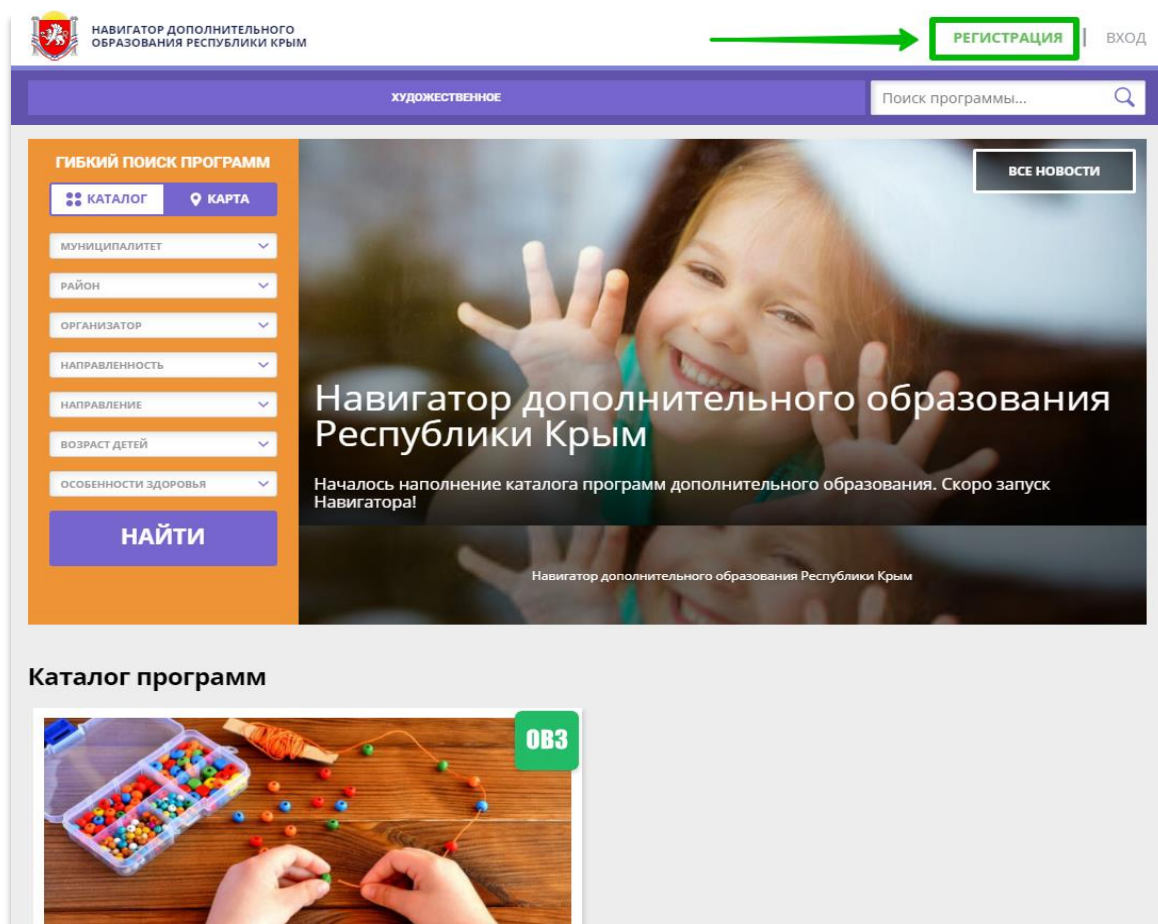 НАВИГАТОР ДОПОЛНИТЕЛЬНОГО
ОБРАЗОВАНИЯ РЕСПУБЛИКИ КРЫМ
РЕГИСТРАЦИЯ | ВХОД
ХУДОЖЕСТВЕННОЕ
Поиск программы...
ГИБКИЙ ПОИСК ПРОГРАММ
КАТАЛОГ
КАРТА
МУНИЦИПАЛИТЕТ
РАЙОН
ОРГАНИЗАТОР
НАПРАВЛЕННОСТЬ
НАПРАВЛЕНИЕ
ВОЗРАСТ ДЕТЕЙ
ОСОБЕННОСТИ ЗДОРОВЬЯ
НАЙТИ
ВСЕ НОВОСТИ
Навигатор дополнительного образования
Республики Крым
Началось наполнение каталога программ дополнительного образования. Скоро запуск
Навигатора!
Навигатор дополнительного образования Республики Крым
Каталог программ
ОВЗ